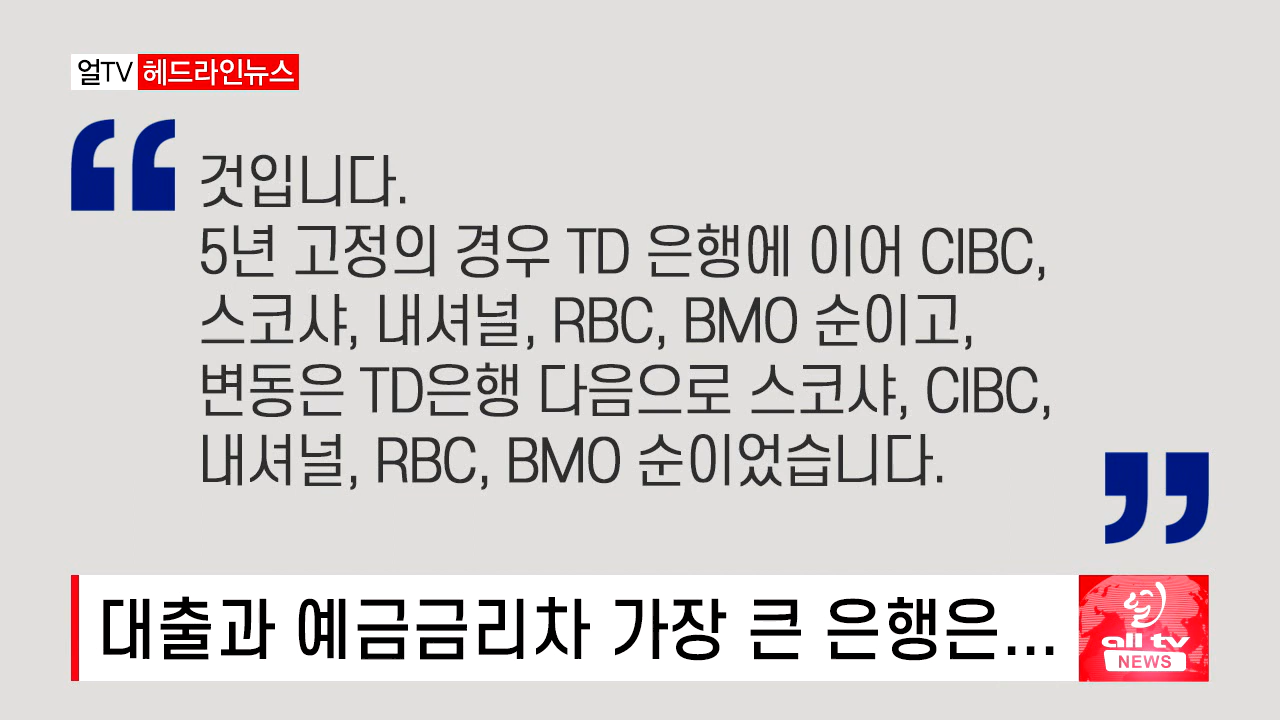 얼TV 헤드라인뉴스
“ 것입니다.
5년 고정의 경우 TD 은행에 이어 CIBC,
스코샤, 내셔널, RBC, BMO 순이고,
변동은 TD은행 다음으로 스코샤, CIBC,
내셔널, RBC, BMO 순이었습니다. ”
대출과 예금금리차 가장 큰 은행은...
all tv
NEWS